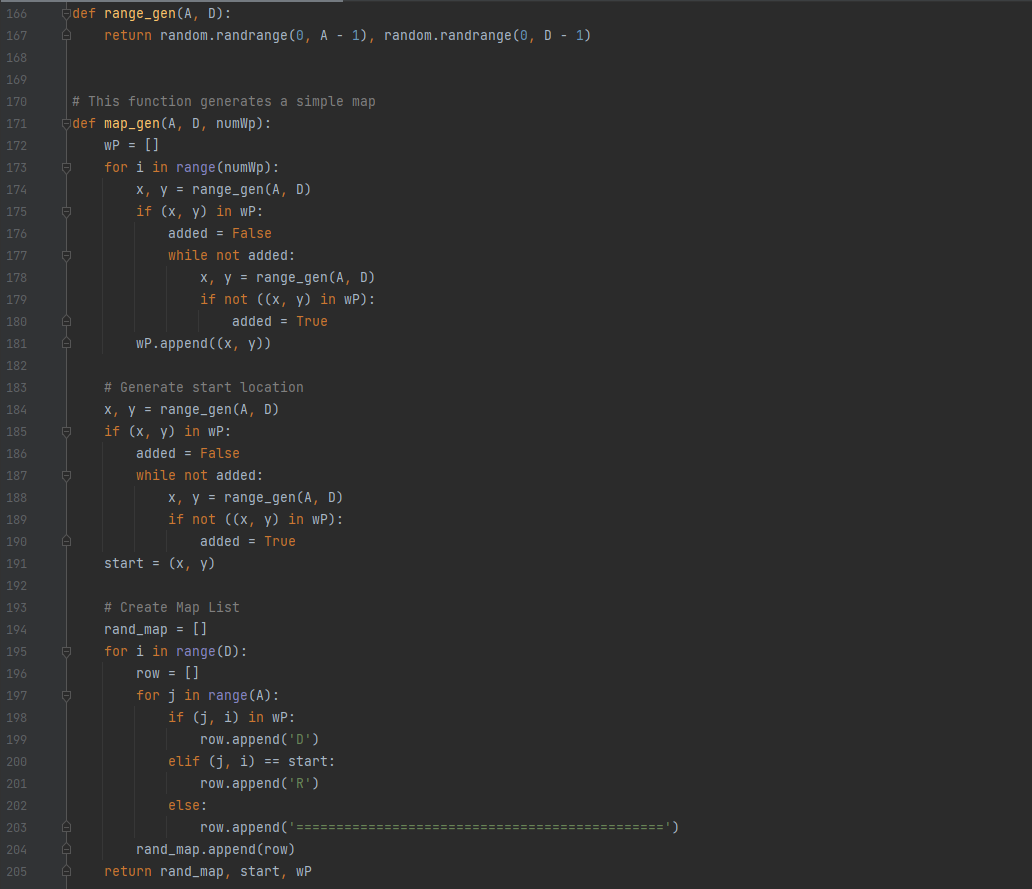 166 def range_gen(A, D):
167     return random.randrange(0, A - 1), random.randrange(0, D - 1)
168
169
170 # This function generates a simple map
171 def map_gen(A, D, numWp):
172     wP = []
173     for i in range(numWp):
174         x, y = range_gen(A, D)
175         if (x, y) in wP:
176             added = False
177             while not added:
178                 x, y = range_gen(A, D)
179                 if not ((x, y) in wP):
180                     added = True
181         wP.append((x, y))
182
183     # Generate start location
184     x, y = range_gen(A, D)
185     if (x, y) in wP:
186         added = False
187         while not added:
188             x, y = range_gen(A, D)
189             if not ((x, y) in wP):
190                 added = True
191     start = (x, y)
192
193     # Create Map List
194     rand_map = []
195     for i in range(D):
196         row = []
197         for j in range(A):
198             if (j, i) in wP:
199                 row.append('D')
200             elif (j, i) == start:
201                 row.append('R')
202             else:
203                 row.append('==============================================')
204         rand_map.append(row)
205     return rand_map, start, wP